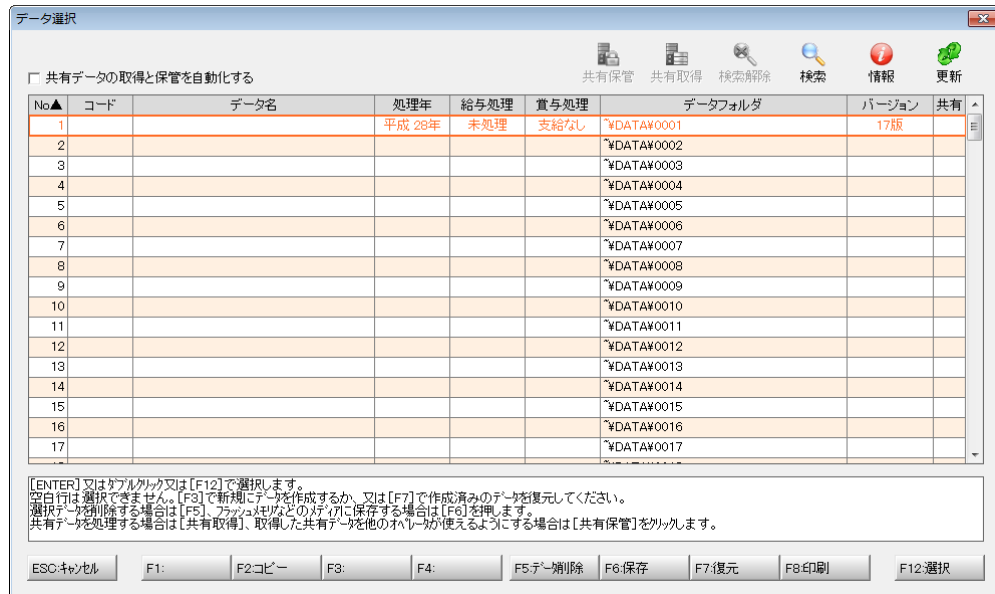 データ選択
共有データの取得と保管を自動化する
共有保管 共有取得 検索解除 検索 情報 更新
No▲ コード データ名 処理年 給与処理 賞与処理 データフォルダ バージョン 共有
1 平成 28年 未処理 支給なし ~¥DATA¥0001 17版
2 ~¥DATA¥0002
3 ~¥DATA¥0003
4 ~¥DATA¥0004
5 ~¥DATA¥0005
6 ~¥DATA¥0006
7 ~¥DATA¥0007
8 ~¥DATA¥0008
9 ~¥DATA¥0009
10 ~¥DATA¥0010
11 ~¥DATA¥0011
12 ~¥DATA¥0012
13 ~¥DATA¥0013
14 ~¥DATA¥0014
15 ~¥DATA¥0015
16 ~¥DATA¥0016
17 ~¥DATA¥0017
[ENTER]又はダブルクリック又は[F12]で選択します。
空白行は選択できません。[F3]で新規にデータを作成するか、又は[F7]で作成済みのデータを復元してください。
選択データを削除する場合は[F5]、フラッシュメモリなどのメディアに保存する場合は[F6]を押します。
共有データを処理する場合は[共有取得]、取得した共有データを他のオペレータが使えるようにする場合は[共有保管]をクリックします。
ESC:キャンセル F1: F2:コピー F3: F4: F5:データ削除 F6:保存 F7:復元 F8:印刷 F12:選択